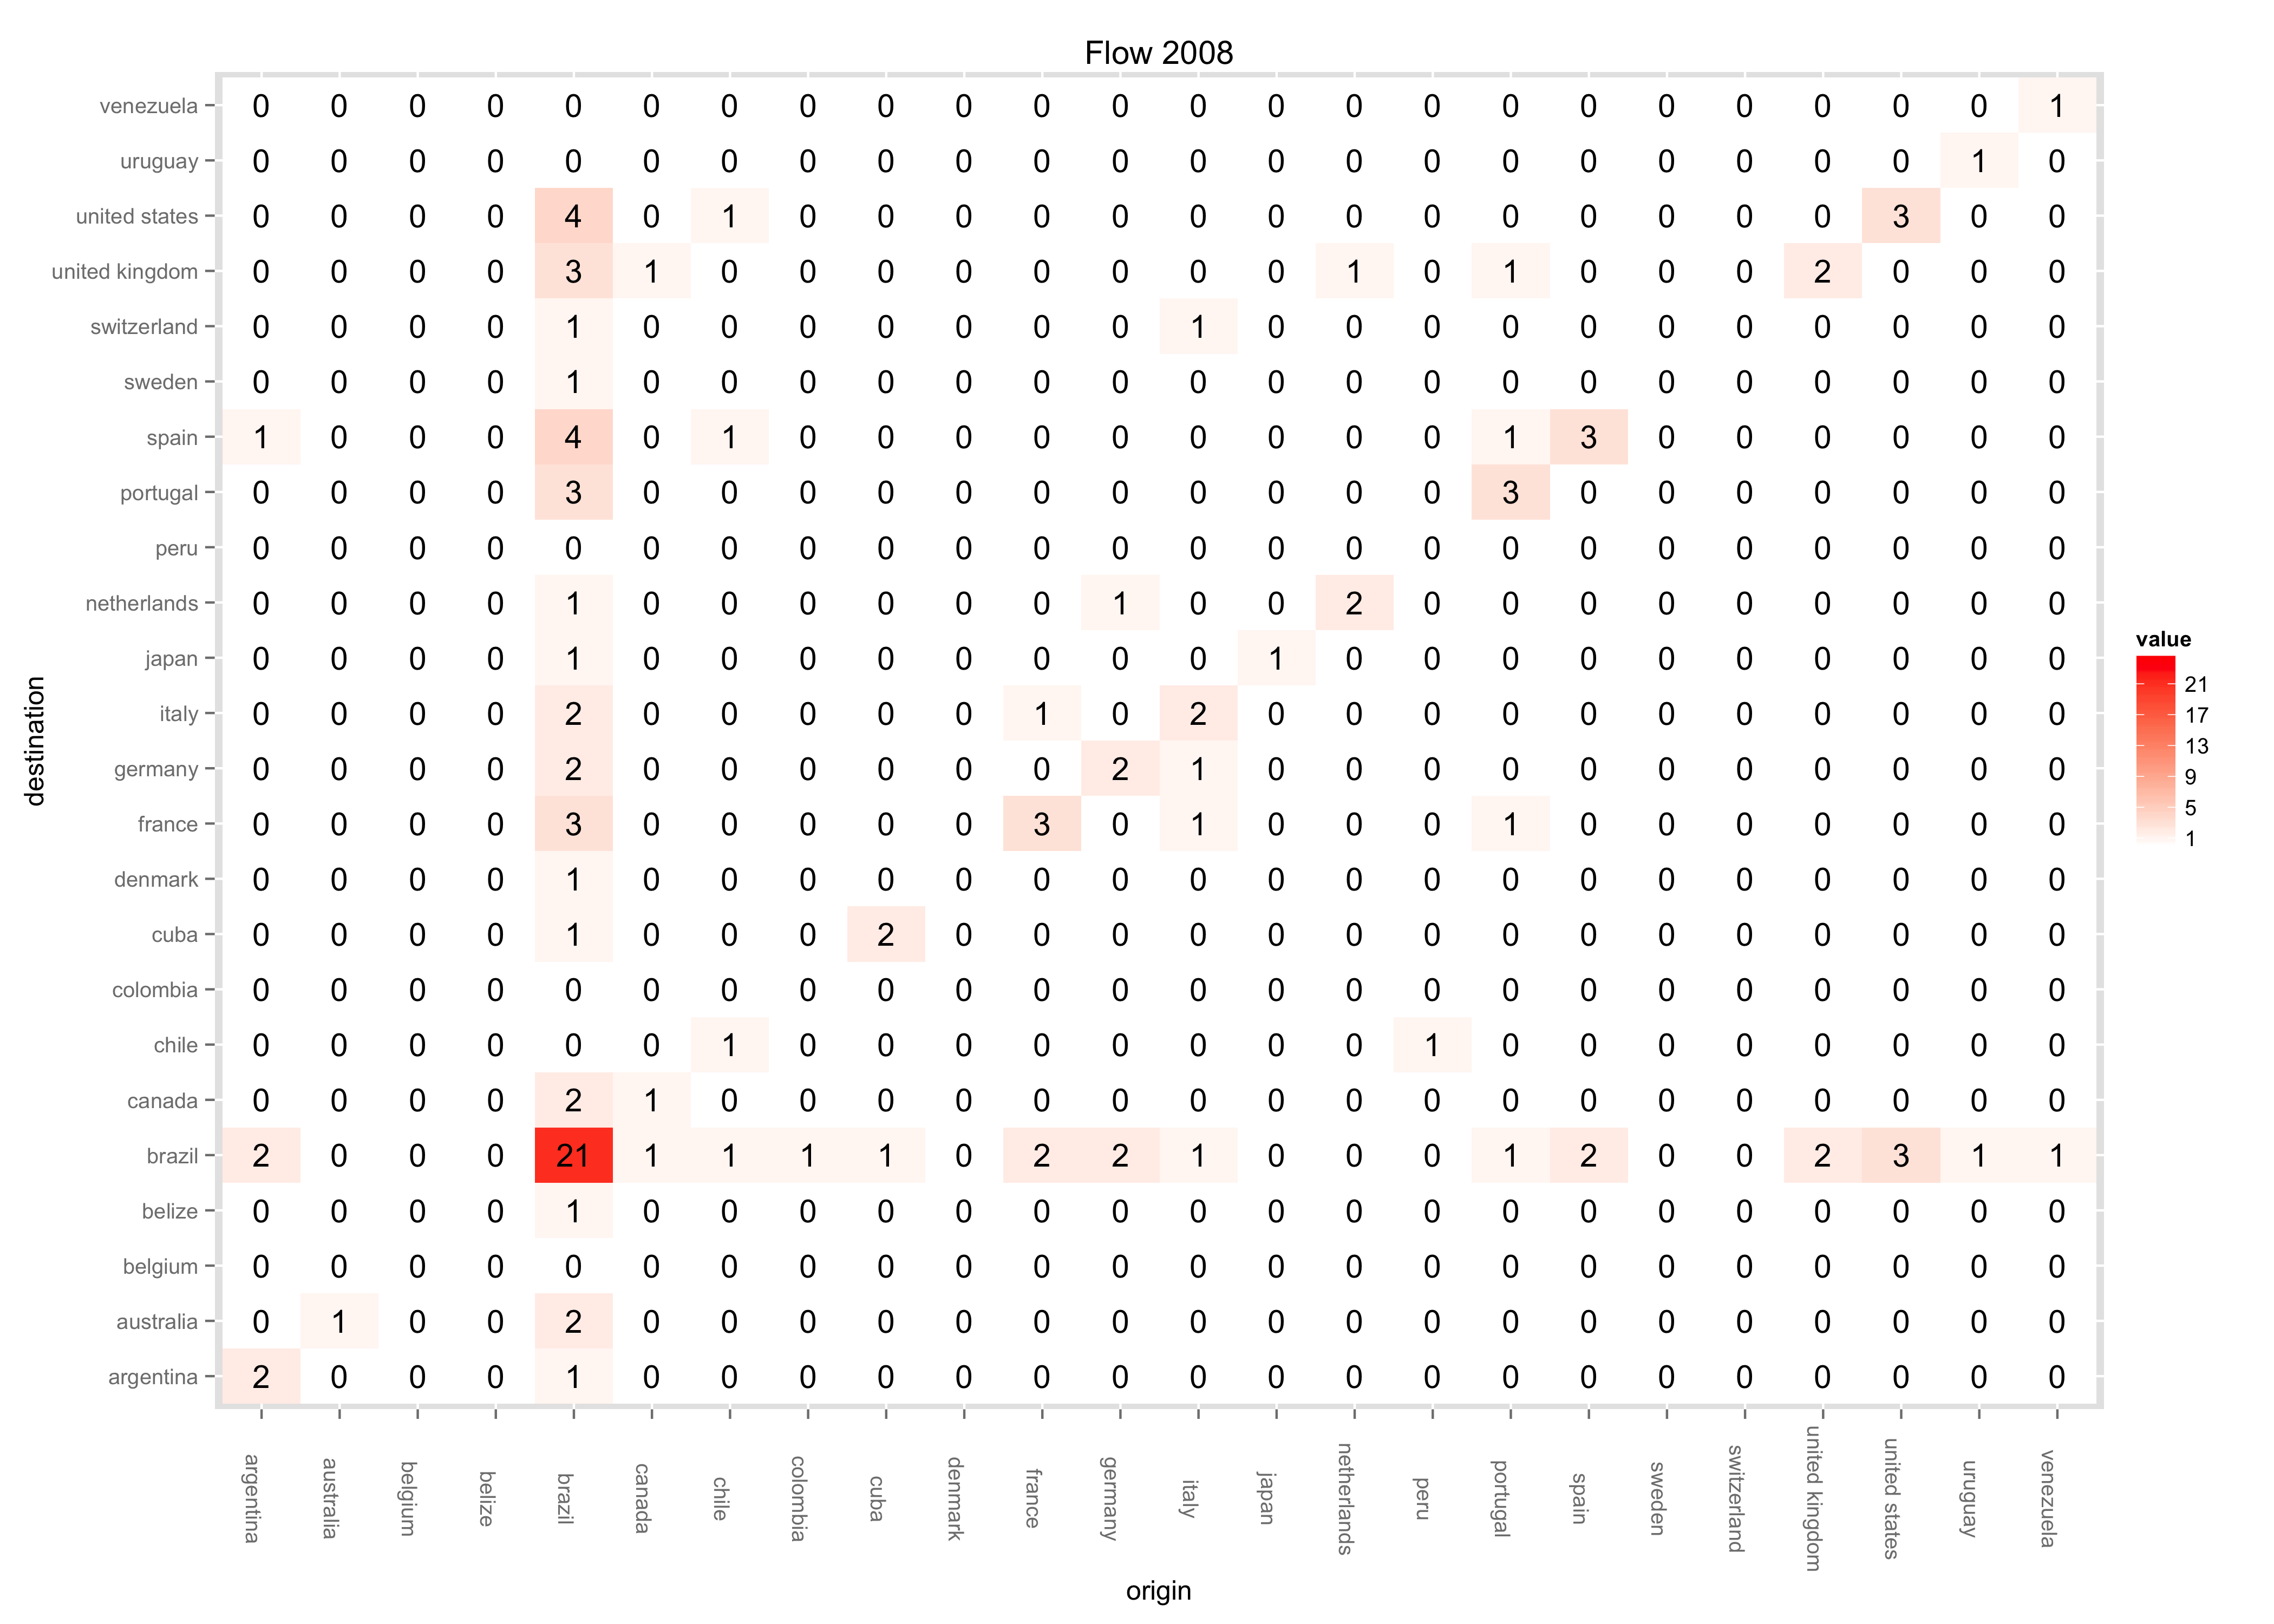 Flow 2008
venezuela 0 0 0 0 0 0 0 0 0 0 0 0 0 0 0 0 0 0 0 0 0 0 0 1
uruguay 0 0 0 0 0 0 0 0 0 0 0 0 0 0 0 0 0 0 0 0 0 0 1 0
united states 0 0 0 0 4 0 1 0 0 0 0 0 0 0 0 0 0 0 0 0 0 3 0 0
united kingdom 0 0 0 0 3 1 0 0 0 0 0 0 0 0 1 0 1 0 0 0 2 0 0 0
switzerland 0 0 0 0 1 0 0 0 0 0 0 0 1 0 0 0 0 0 0 0 0 0 0 0
sweden 0 0 0 0 1 0 0 0 0 0 0 0 0 0 0 0 0 0 0 0 0 0 0 0
spain 1 0 0 0 4 0 1 0 0 0 0 0 0 0 0 0 1 3 0 0 0 0 0 0
portugal 0 0 0 0 3 0 0 0 0 0 0 0 0 0 0 0 3 0 0 0 0 0 0 0
peru 0 0 0 0 0 0 0 0 0 0 0 0 0 0 0 0 0 0 0 0 0 0 0 0
netherlands 0 0 0 0 1 0 0 0 0 0 0 1 0 0 2 0 0 0 0 0 0 0 0 0
japan 0 0 0 0 1 0 0 0 0 0 0 0 0 1 0 0 0 0 0 0 0 0 0 0
italy 0 0 0 0 2 0 0 0 0 0 1 0 2 0 0 0 0 0 0 0 0 0 0 0
germany 0 0 0 0 2 0 0 0 0 0 0 2 1 0 0 0 0 0 0 0 0 0 0 0
france 0 0 0 0 3 0 0 0 0 0 3 0 1 0 0 0 1 0 0 0 0 0 0 0
denmark 0 0 0 0 1 0 0 0 0 0 0 0 0 0 0 0 0 0 0 0 0 0 0 0
cuba 0 0 0 0 1 0 0 0 2 0 0 0 0 0 0 0 0 0 0 0 0 0 0 0
colombia 0 0 0 0 0 0 0 0 0 0 0 0 0 0 0 0 0 0 0 0 0 0 0 0
chile 0 0 0 0 0 0 1 0 0 0 0 0 0 0 0 1 0 0 0 0 0 0 0 0
canada 0 0 0 0 2 1 0 0 0 0 0 0 0 0 0 0 0 0 0 0 0 0 0 0
brazil 2 0 0 0 21 1 1 1 1 0 2 2 1 0 0 0 1 2 0 0 2 3 1 1
belize 0 0 0 0 1 0 0 0 0 0 0 0 0 0 0 0 0 0 0 0 0 0 0 0
belgium 0 0 0 0 0 0 0 0 0 0 0 0 0 0 0 0 0 0 0 0 0 0 0 0
australia 0 1 0 0 2 0 0 0 0 0 0 0 0 0 0 0 0 0 0 0 0 0 0 0
argentina 2 0 0 0 1 0 0 0 0 0 0 0 0 0 0 0 0 0 0 0 0 0 0 0
destination
argentina
australia
belgium
belize
brazil
canada
chile
colombia
cuba
denmark
france
germany
italy
japan
netherlands
peru
portugal
spain
sweden
switzerland
united kingdom
united states
uruguay
venezuela
origin
value
21
17
13
9
5
1